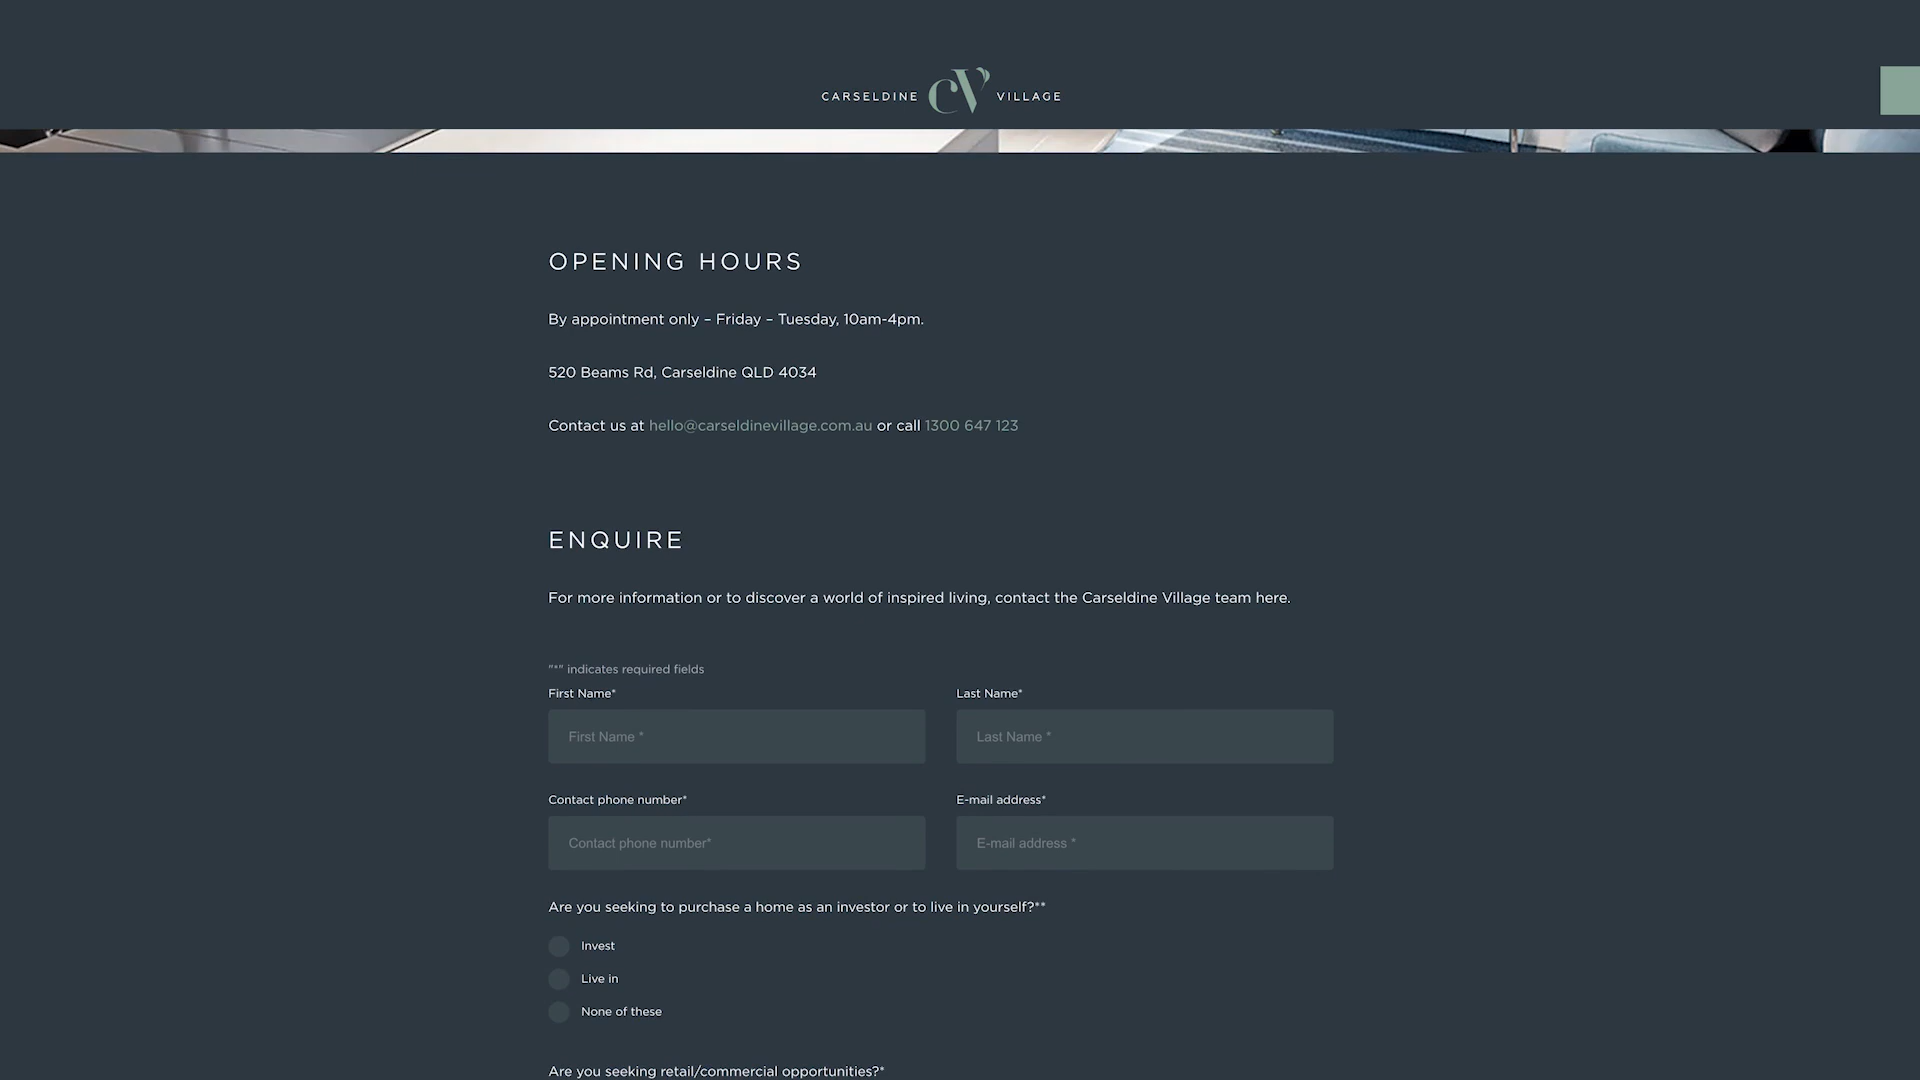 CARSELDINE CV VILLAGE
OPENING HOURS
By appointment only – Friday – Tuesday, 10am-4pm.
520 Beams Rd, Carseldine QLD 4034
Contact us at hello@carseldinevillage.com.au or call 1300 647 123
ENQUIRE
For more information or to discover a world of inspired living, contact the Carseldine Village team here.
"*" indicates required fields
First Name*
Last Name*
First Name *
Last Name *
Contact phone number*
E-mail address*
Contact phone number*
E-mail address *
Are you seeking to purchase a home as an investor or to live in yourself?**
Invest
Live in
None of these
Are you seeking retail/commercial opportunities?*